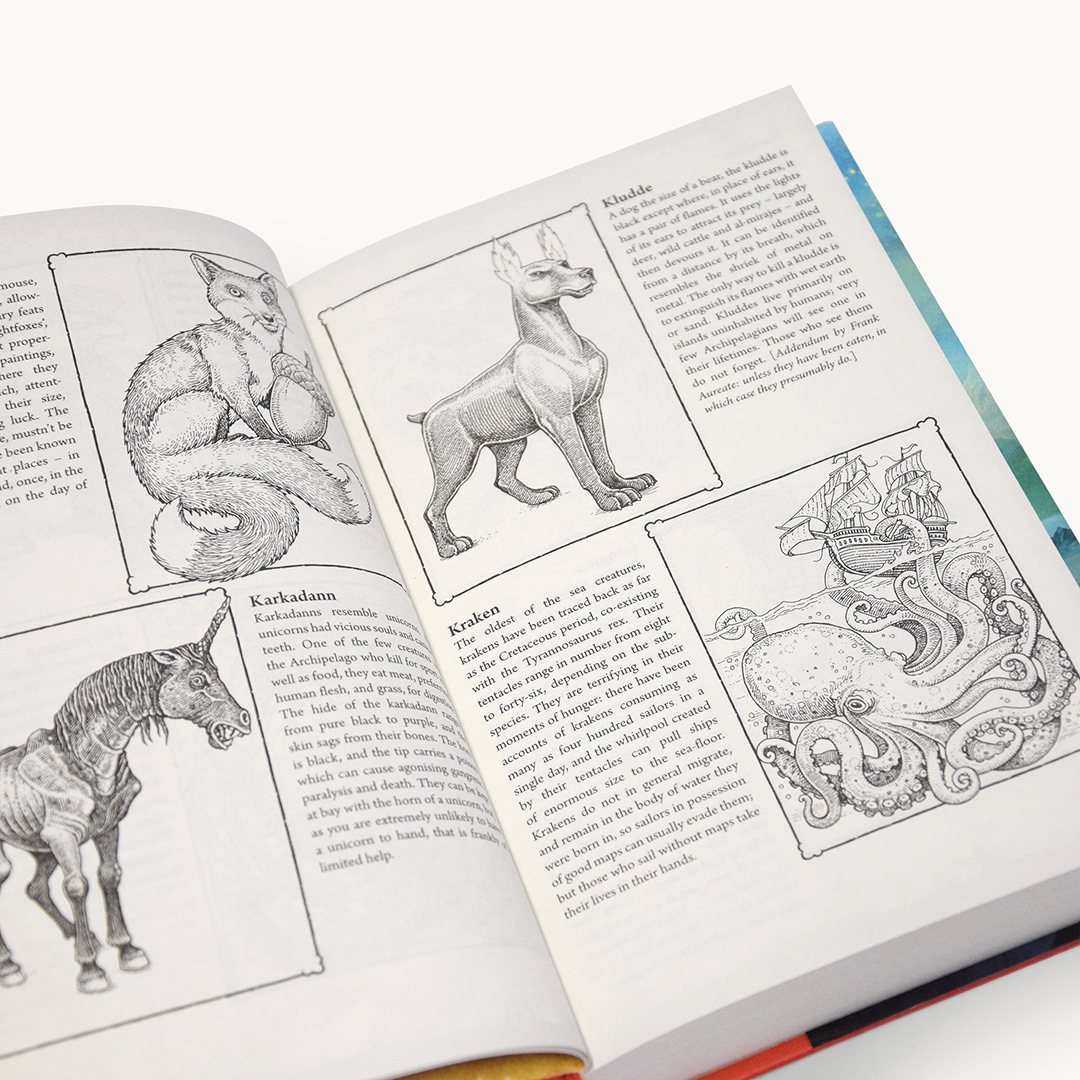 mouse,
, allow-
ry feats
ghtfoxes',
t proper-
paintings,
here they
ch, attent-
their size,
g luck. The
e, mustn't be
been known
nt places – in
d, once, in the
on the day of
Karkadann
Karkadanns resemble unicorns
unicorns had vicious souls and
teeth. One of the few creatures
the Archipelago who kill for
well as food, they eat meat,
human flesh, and grass, for
The hide of the karkadann
from pure black to purple, and
skin sags from their bones. The
is black, and the tip carries a
which can cause agonising
paralysis and death. They can be
at bay with the horn of a unicorn,
as you are extremely unlikely to
a unicorn to hand, that is frankly
limited help.
Kludde
A dog the size of a bear, the kludde is
black except where, in place of ears, it
has a pair of flames. It uses the lights
of its ears to attract its prey – largely
deer, wild cattle and al-mirajes – and
then devours it. It can be identified
from a distance by its breath, which
resembles the shriek of metal on
metal. The only way to kill a kludde is
to extinguish its flames with wet earth
or sand. Kluddes live primarily on
islands uninhabited by humans; very
few Archipelagians will see one in
their lifetimes. Those who see them
do not forget. [Addendum by Frank
Aureate: unless they have been eaten, in
which case they presumably do.]
Kraken
The oldest of the sea creatures,
krakens have been traced back as far
as the Cretaceous period, co-existing
with the Tyrannosaurus rex. Their
tentacles range in number from eight
to forty-six, depending on the sub-
species. They are terrifying in their
moments of hunger: there have been
accounts of krakens consuming as
many as four hundred sailors in a
single day, and the whirlpool created
by their tentacles can pull ships
of enormous size to the sea-floor.
Krakens do not in general migrate,
and remain in the body of water they
were born in, so sailors in possession
of good maps can usually evade them;
but those who sail without maps take
their lives in their hands.